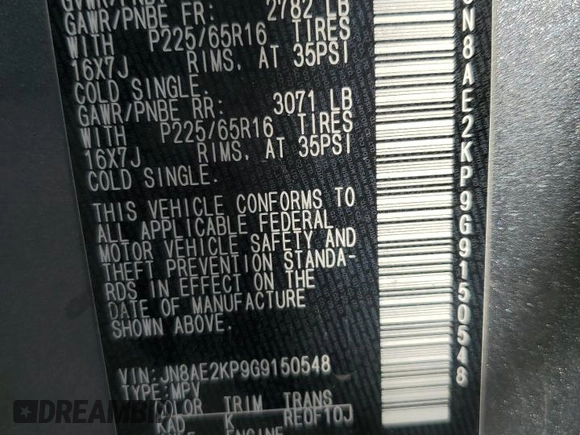 GAWR/PNBE FR: 2782 LB
WITH P225/65R16 TIRES
16X7J RIMS, AT 35PSI
COLD SINGLE.
GAWR/PNBE RR: 3071 LB
WITH P225/65R16 TIRES
16X7J RIMS, AT 35PSI
COLD SINGLE.
THIS VEHICLE CONFORMS TO
ALL APPLICABLE FEDERAL
MOTOR VEHICLE SAFETY AND
THEFT PREVENTION STANDA-
RDS IN EFFECT ON THE
DATE OF MANUFACTURE
SHOWN ABOVE.
VIN: JN8AE2KP9G9150548
TYPE: MPV
COLOR TRIM TRANS
KAD K RE0F10J
ENGINE
JN8AE2KP9G9150548